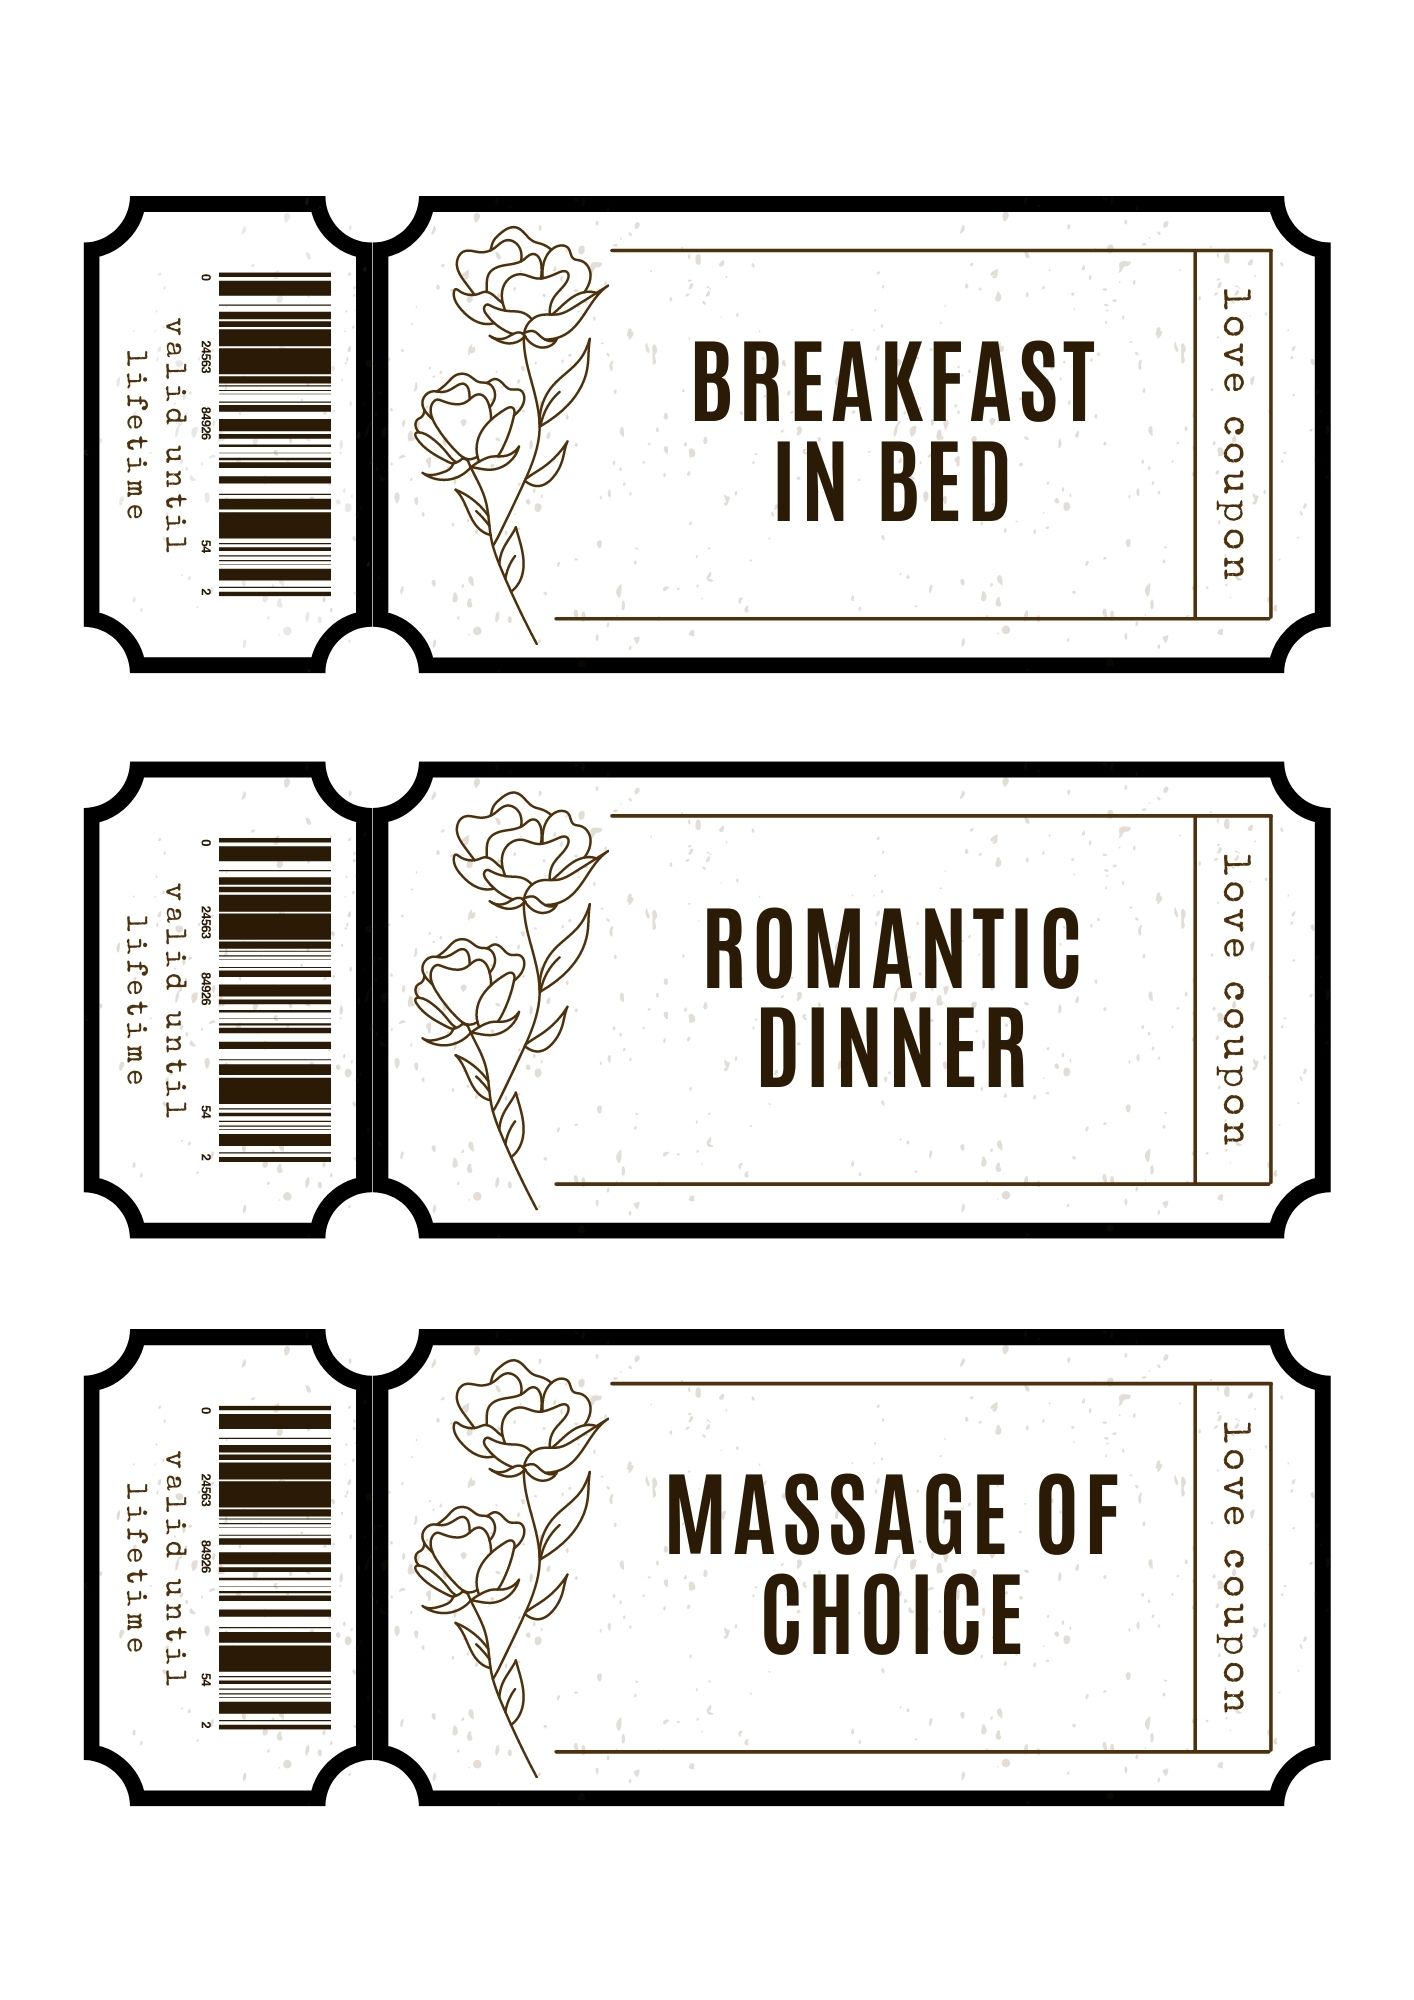 0 24563 84926 54 2
valid until
lifetime
BREAKFAST
IN BED
love coupon
0 24563 84926 54 2
valid until
lifetime
ROMANTIC
DINNER
love coupon
0 24563 84926 54 2
valid until
lifetime
MASSAGE OF
CHOICE
love coupon